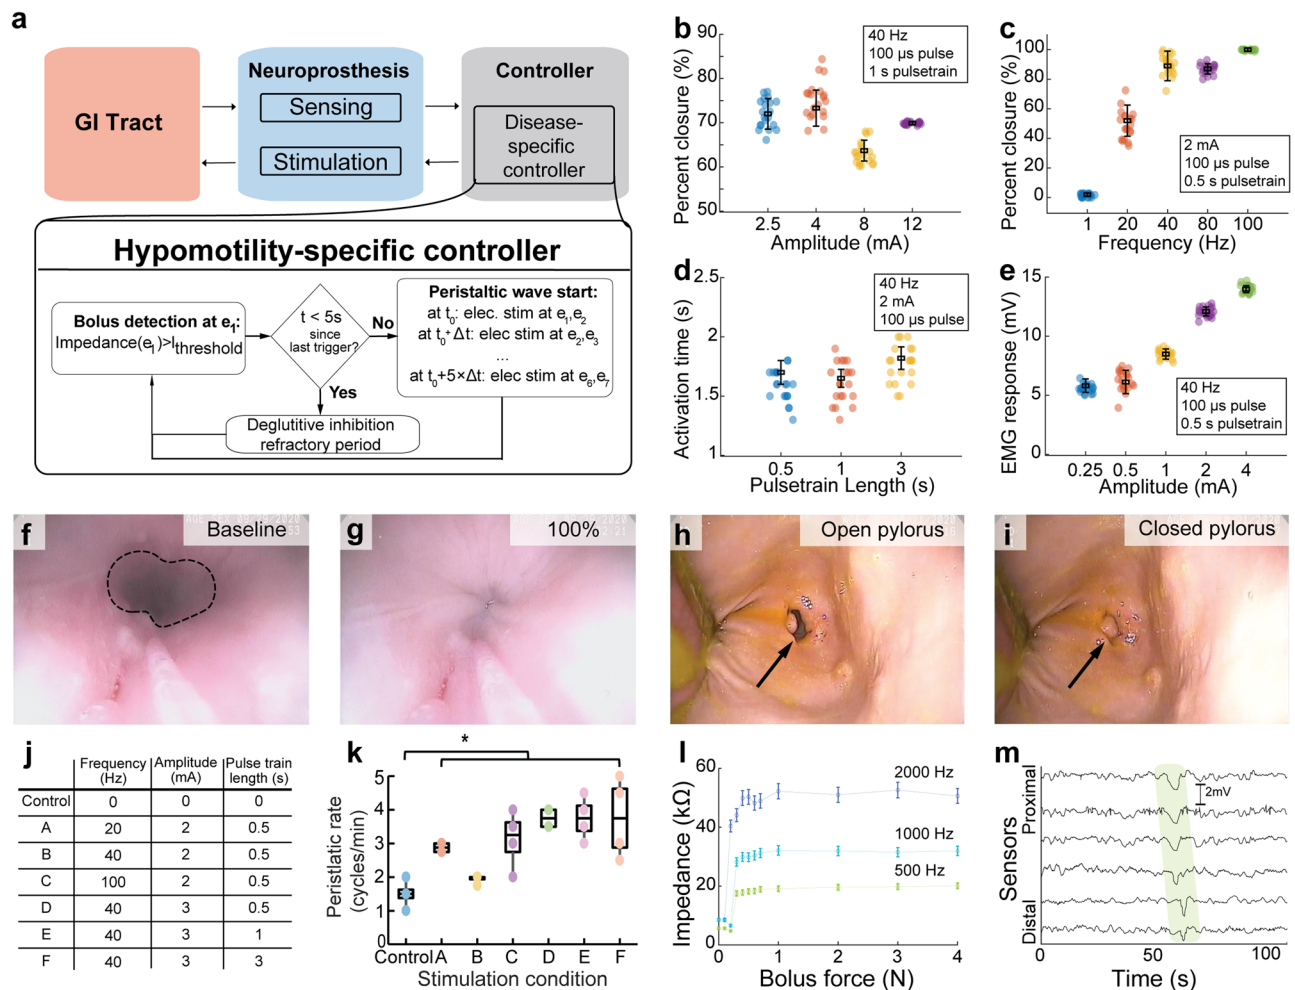 a
GI Tract
Neuroprosthesis
Sensing
Stimulation
Controller
Disease-
specific
controller
Hypomotility-specific controller
Bolus detection at e1:
Impedance(e1)>Ithreshold
t < 5s
since
last trigger?
No
Yes
Peristaltic wave start:
at t0: elec. stim at e1,e2
at t0+Δt: elec stim at e2,e3
...
at t0+5×Δt: elec stim at e6,e7
Deglutitive inhibition
refractory period
b
Percent closure (%)
90
80
70
60
50
40 Hz
100 µs pulse
1 s pulsetrain
2.5 4 8 12
Amplitude (mA)
c
Percent closure (%)
100
80
60
40
20
0
2 mA
100 µs pulse
0.5 s pulsetrain
1 20 40 80 100
Frequency (Hz)
d
Activation time (s)
2.5
2
1.5
1
40 Hz
2 mA
100 µs pulse
0.5 1 3
Pulsetrain Length (s)
e
EMG response (mV)
15
10
5
0
40 Hz
100 µs pulse
0.5 s pulsetrain
0.25 0.5 1 2 4
Amplitude (mA)
f
Baseline
g
100%
h
Open pylorus
i
Closed pylorus
j
Frequency (Hz) Amplitude (mA) Pulse train length (s)
Control 0 0 0
A 20 2 0.5
B 40 2 0.5
C 100 2 0.5
D 40 3 0.5
E 40 3 1
F 40 3 3
k
*
Peristlatic rate
(cycles/min)
5
4
3
2
1
0
Control A B C D E F
Stimulation condition
l
Impedance (kΩ)
60
40
20
0
2000 Hz
1000 Hz
500 Hz
0 1 2 3 4
Bolus force (N)
m
Sensors
Proximal
Distal
2mV
0 50 100
Time (s)